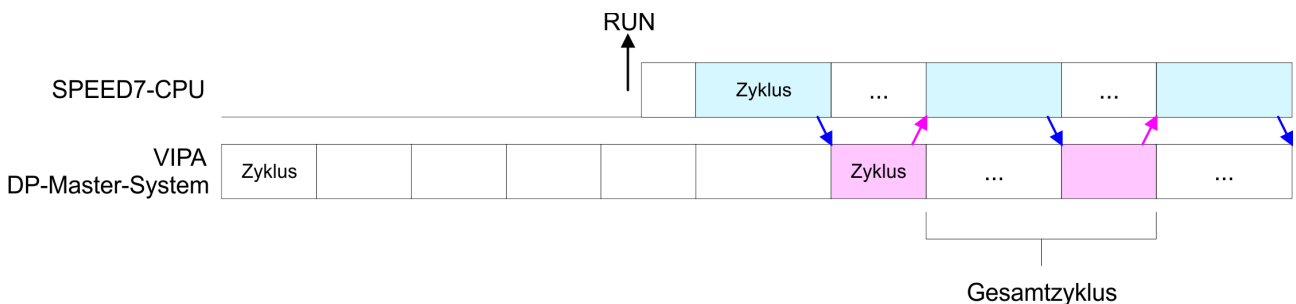 RUN
SPEED7-CPU
Zyklus
...
...
VIPA
DP-Master-System
Zyklus
Zyklus
...
...
Gesamtzyklus